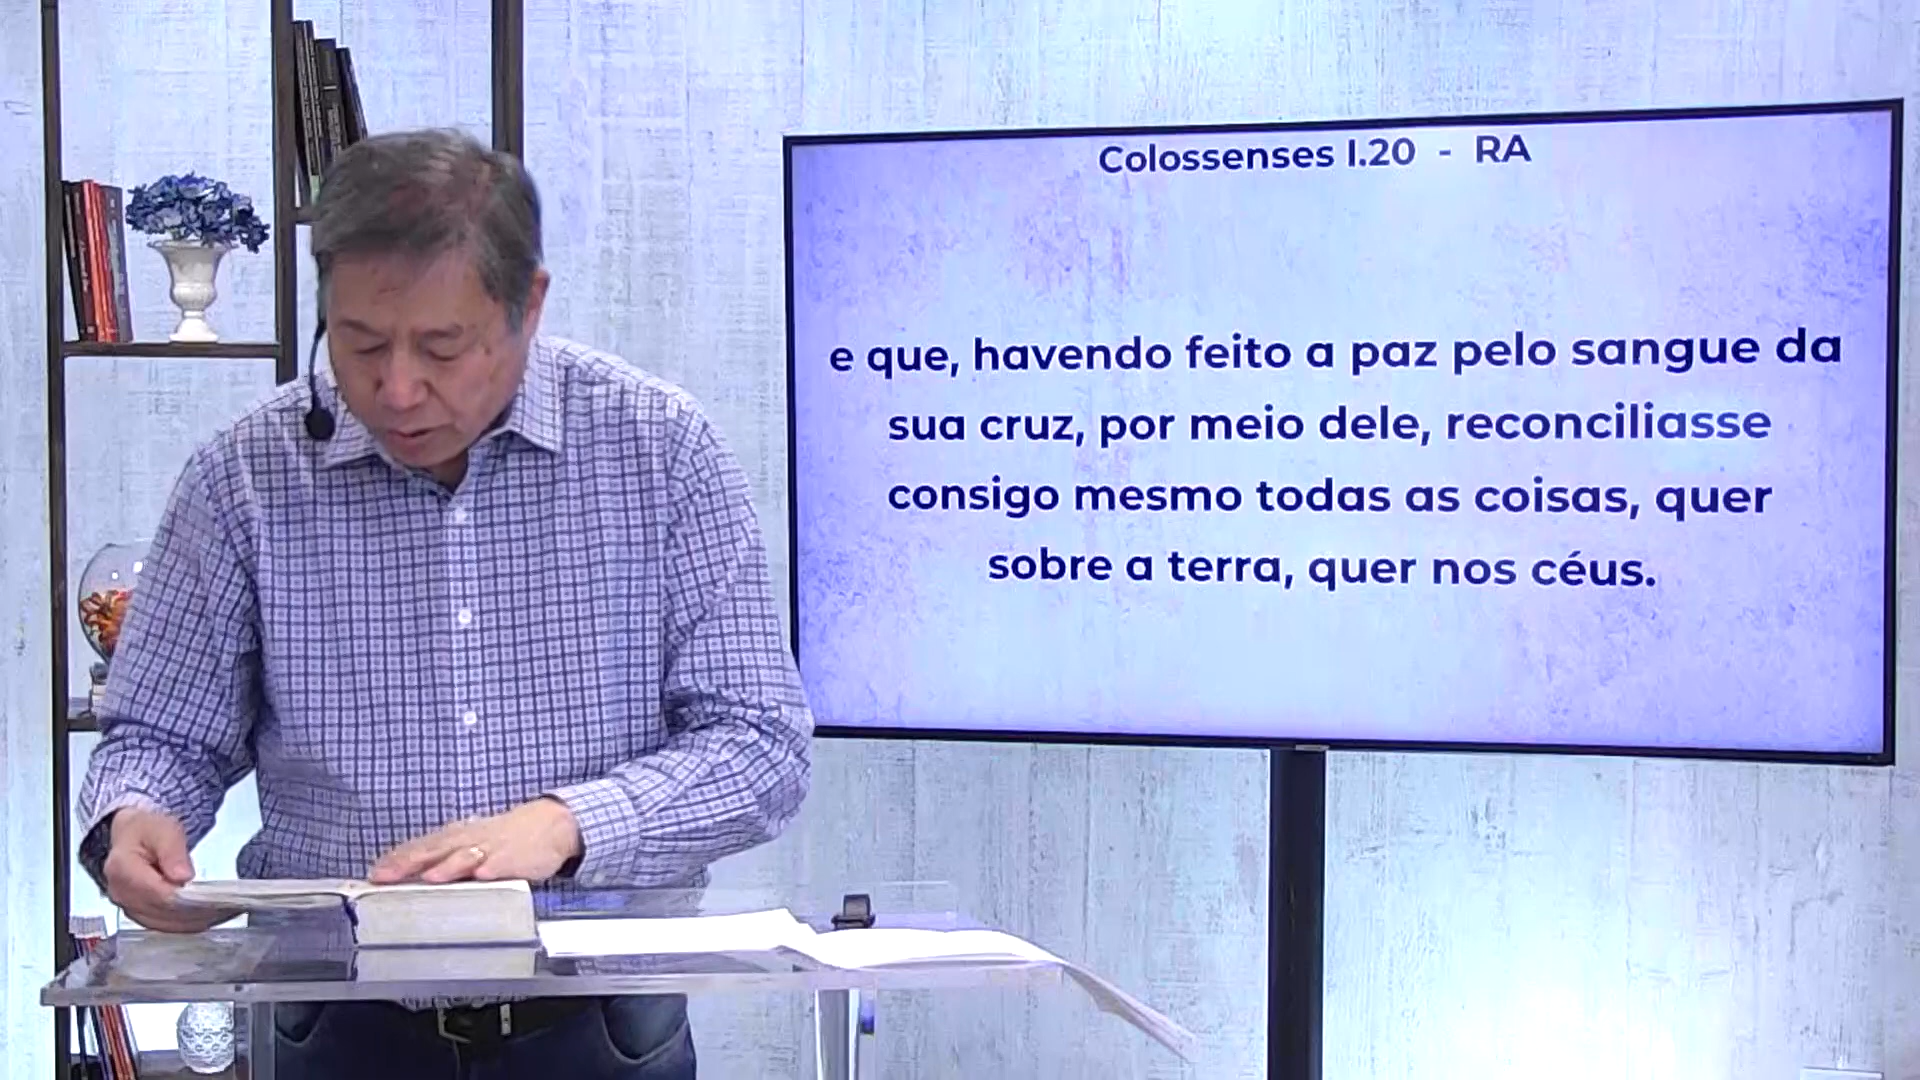 Colossenses I.20 - RA
e que, havendo feito a paz pelo sangue da
sua cruz, por meio dele, reconciliasse
consigo mesmo todas as coisas, quer
sobre a terra, quer nos céus.